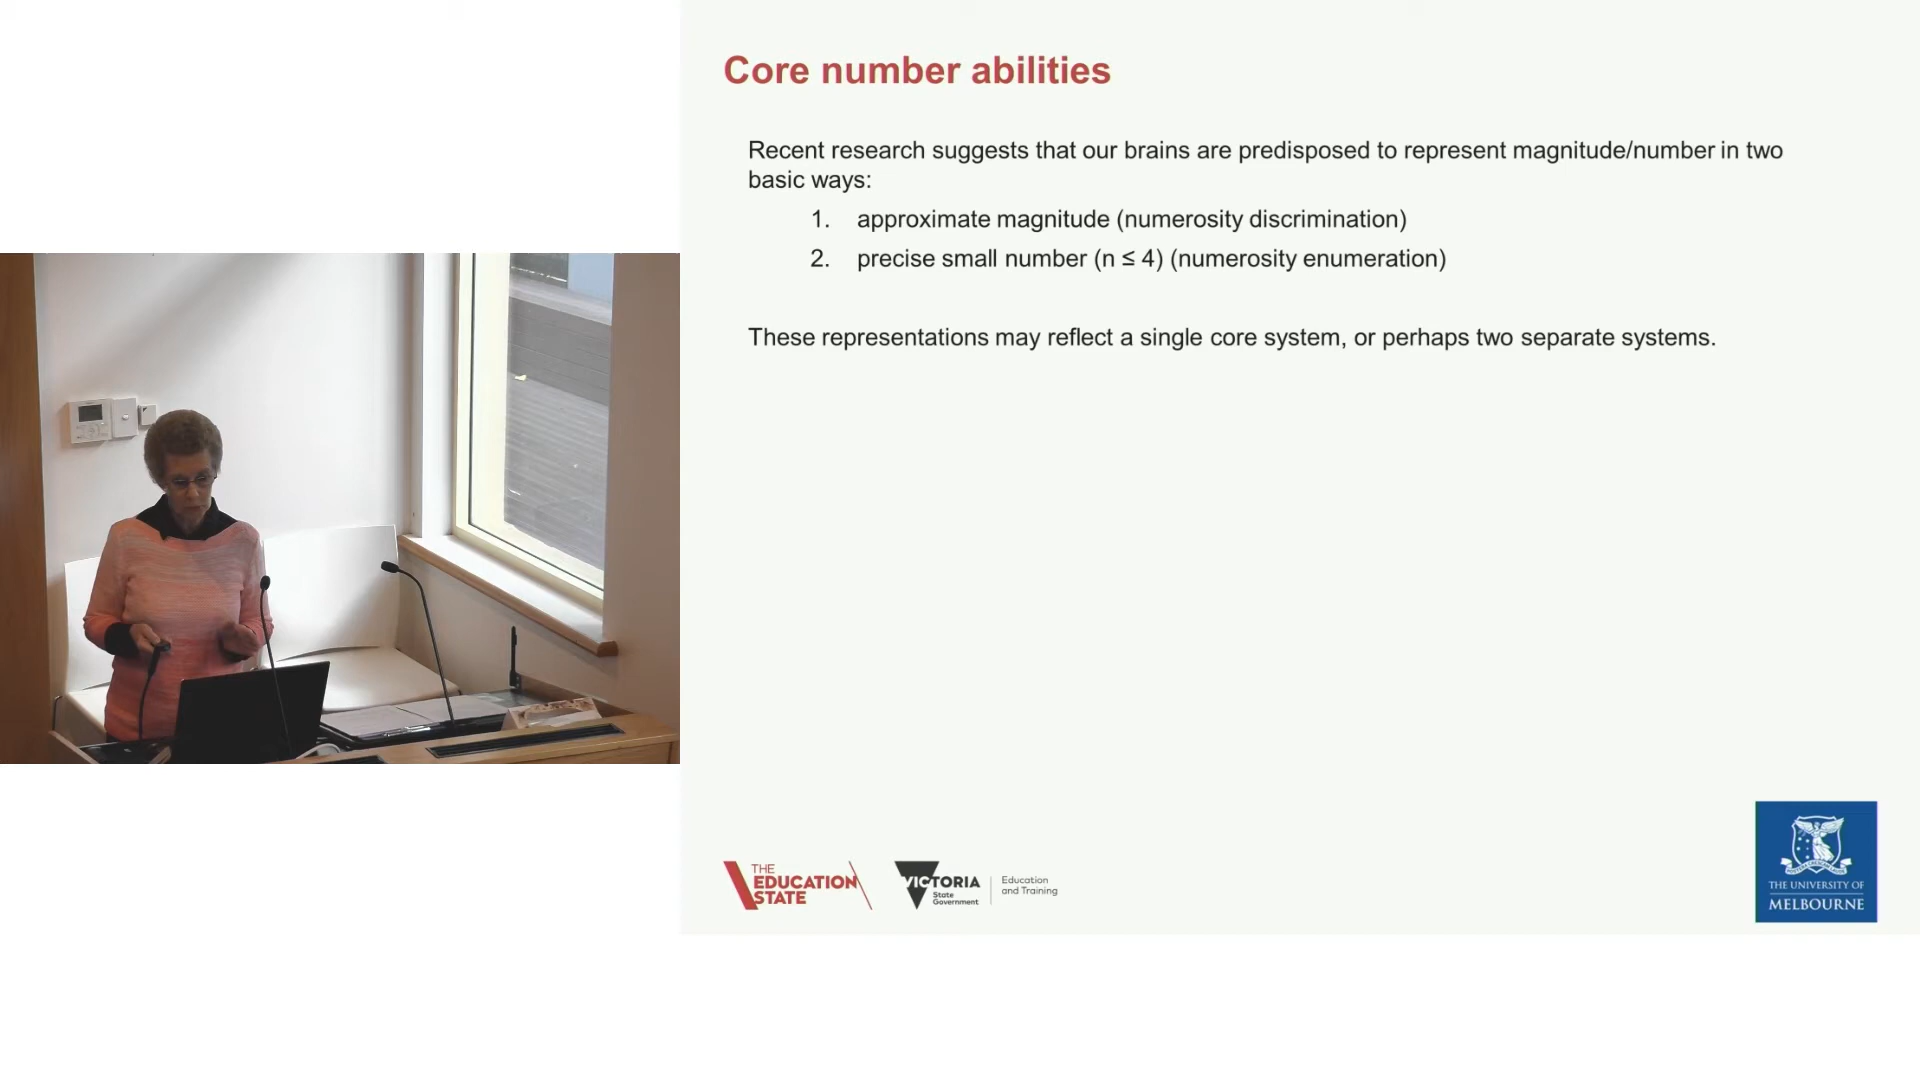 Core number abilities
Recent research suggests that our brains are predisposed to represent magnitude/number in two
basic ways:
1. approximate magnitude (numerosity discrimination)
2. precise small number (n ≤ 4) (numerosity enumeration)
These representations may reflect a single core system, or perhaps two separate systems.
THE
EDUCATION
STATE
VICTORIA
State
Government
Education
and Training
THE UNIVERSITY OF
MELBOURNE